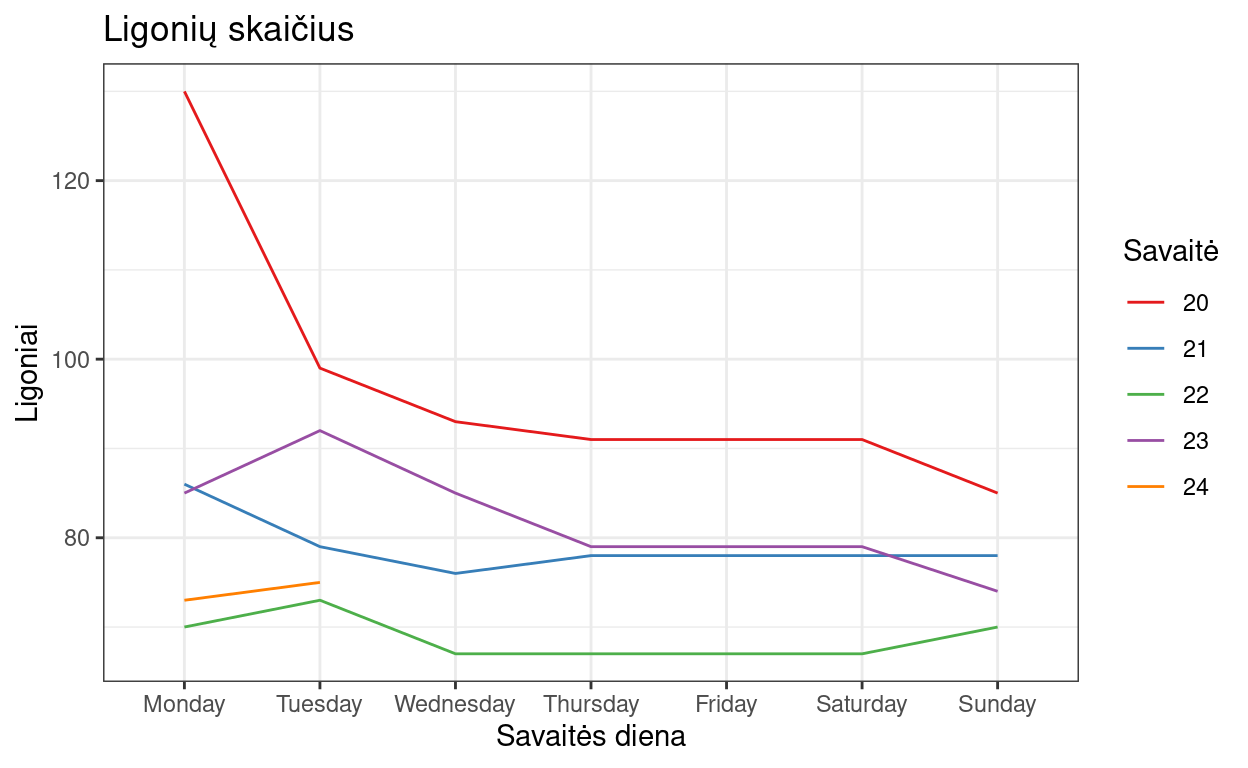 Ligonių skaičius
Ligoniai
120
100
80
Monday Tuesday Wednesday Thursday Friday Saturday Sunday
Savaitės diena
Savaitė
20
21
22
23
24